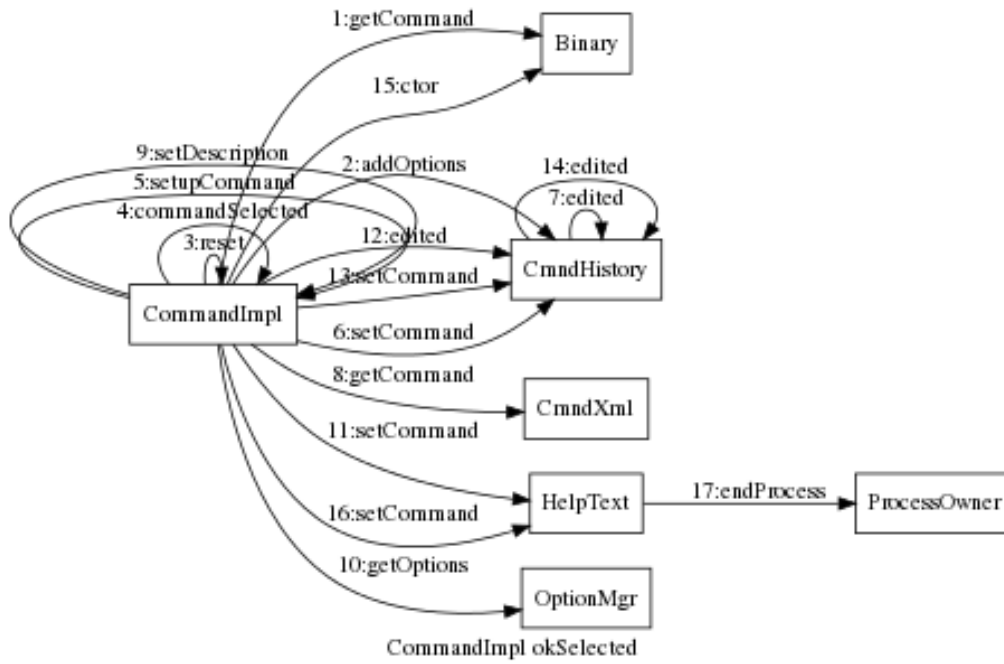 1:getCommand
Binary
15:ctor
9:setDescription
2:addOptions
14:edited
5:setupCommand
7:edited
4:commandSelected
3:reset
12:edited
CmndHistory
13:setCommand
CommandImpl
6:setCommand
8:getCommand
CmndXml
11:setCommand
17:endProcess
HelpText
ProcessOwner
16:setCommand
10:getOptions
OptionMgr
CommandImpl okSelected